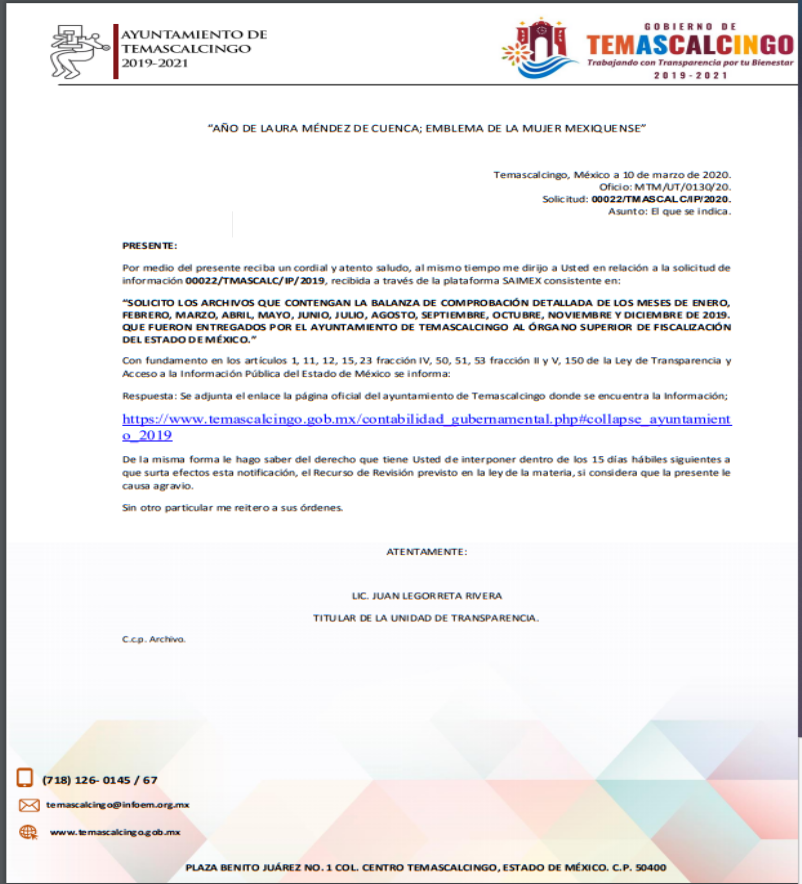 AYUNTAMIENTO DE
TEMASCALCINGO
2019-2021
GOBIERNO DE
TEMASCALCINGO
Trabajando con Transparencia por tu Bienestar
2019-2021
"AÑO DE LAURA MÉNDEZ DE CUENCA; EMBLEMA DE LA MUJER MEXIQUENSE"
Temascalcingo, México a 10 de marzo de 2020.
Oficio: MTM/UT/0130/20.
Solicitud: 00022/TMASCALC/IP/2020.
Asunto: El que se indica.
PRESENTE:
Por medio del presente reciba un cordial y atento saludo, al mismo tiempo me dirijo a Usted en relación a la solicitud de
información 00022/TMASCALC/IP/2019, recibida a través de la plataforma SAIMEX consistente en:
"SOLICITO LOS ARCHIVOS QUE CONTENGAN LA BALANZA DE COMPROBACIÓN DETALLADA DE LOS MESES DE ENERO,
FEBRERO, MARZO, ABRIL, MAYO, JUNIO, JULIO, AGOSTO, SEPTIEMBRE, OCTUBRE, NOVIEMBRE Y DICIEMBRE DE 2019.
QUE FUERON ENTREGADOS POR EL AYUNTAMIENTO DE TEMASCALCINGO AL ÓRGANO SUPERIOR DE FISCALIZACIÓN
DEL ESTADO DE MÉXICO."
Con fundamento en los artículos 1, 11, 12, 15, 23 fracción IV, 50, 51, 53 fracción II y V, 150 de la Ley de Transparencia y
Acceso a la Información Pública del Estado de México se informa:
Respuesta: Se adjunta el enlace la página oficial del ayuntamiento de Temascalcingo donde se encuentra la Información;
https://www.temascalcingo.gob.mx/contabilidad_gubernamental.php#collapse_ayuntamient
o_2019
De la misma forma le hago saber del derecho que tiene Usted de interponer dentro de los 15 días hábiles siguientes a
que surta efectos esta notificación, el Recurso de Revisión previsto en la ley de la materia, si considera que la presente le
causa agravio.
Sin otro particular me reitero a sus órdenes.
ATENTAMENTE:
LIC. JUAN LEGORRETA RIVERA
TITULAR DE LA UNIDAD DE TRANSPARENCIA.
C.c.p. Archivo.
(718) 126- 0145 / 67
temascalcingo@infoem.org.mx
www.temascalcingo.gob.mx
PLAZA BENITO JUÁREZ NO. 1 COL. CENTRO TEMASCALCINGO, ESTADO DE MÉXICO. C.P. 50400